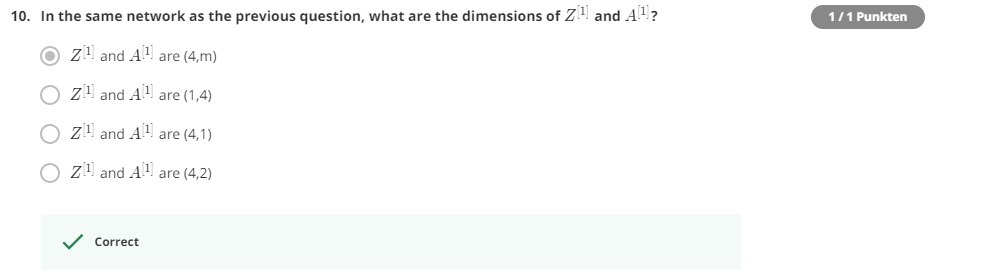 10. In the same network as the previous question, what are the dimensions of Z^[1] and A^[1]?
1 / 1 Punkten
Z^[1] and A^[1] are (4,m)
Z^[1] and A^[1] are (1,4)
Z^[1] and A^[1] are (4,1)
Z^[1] and A^[1] are (4,2)
Correct